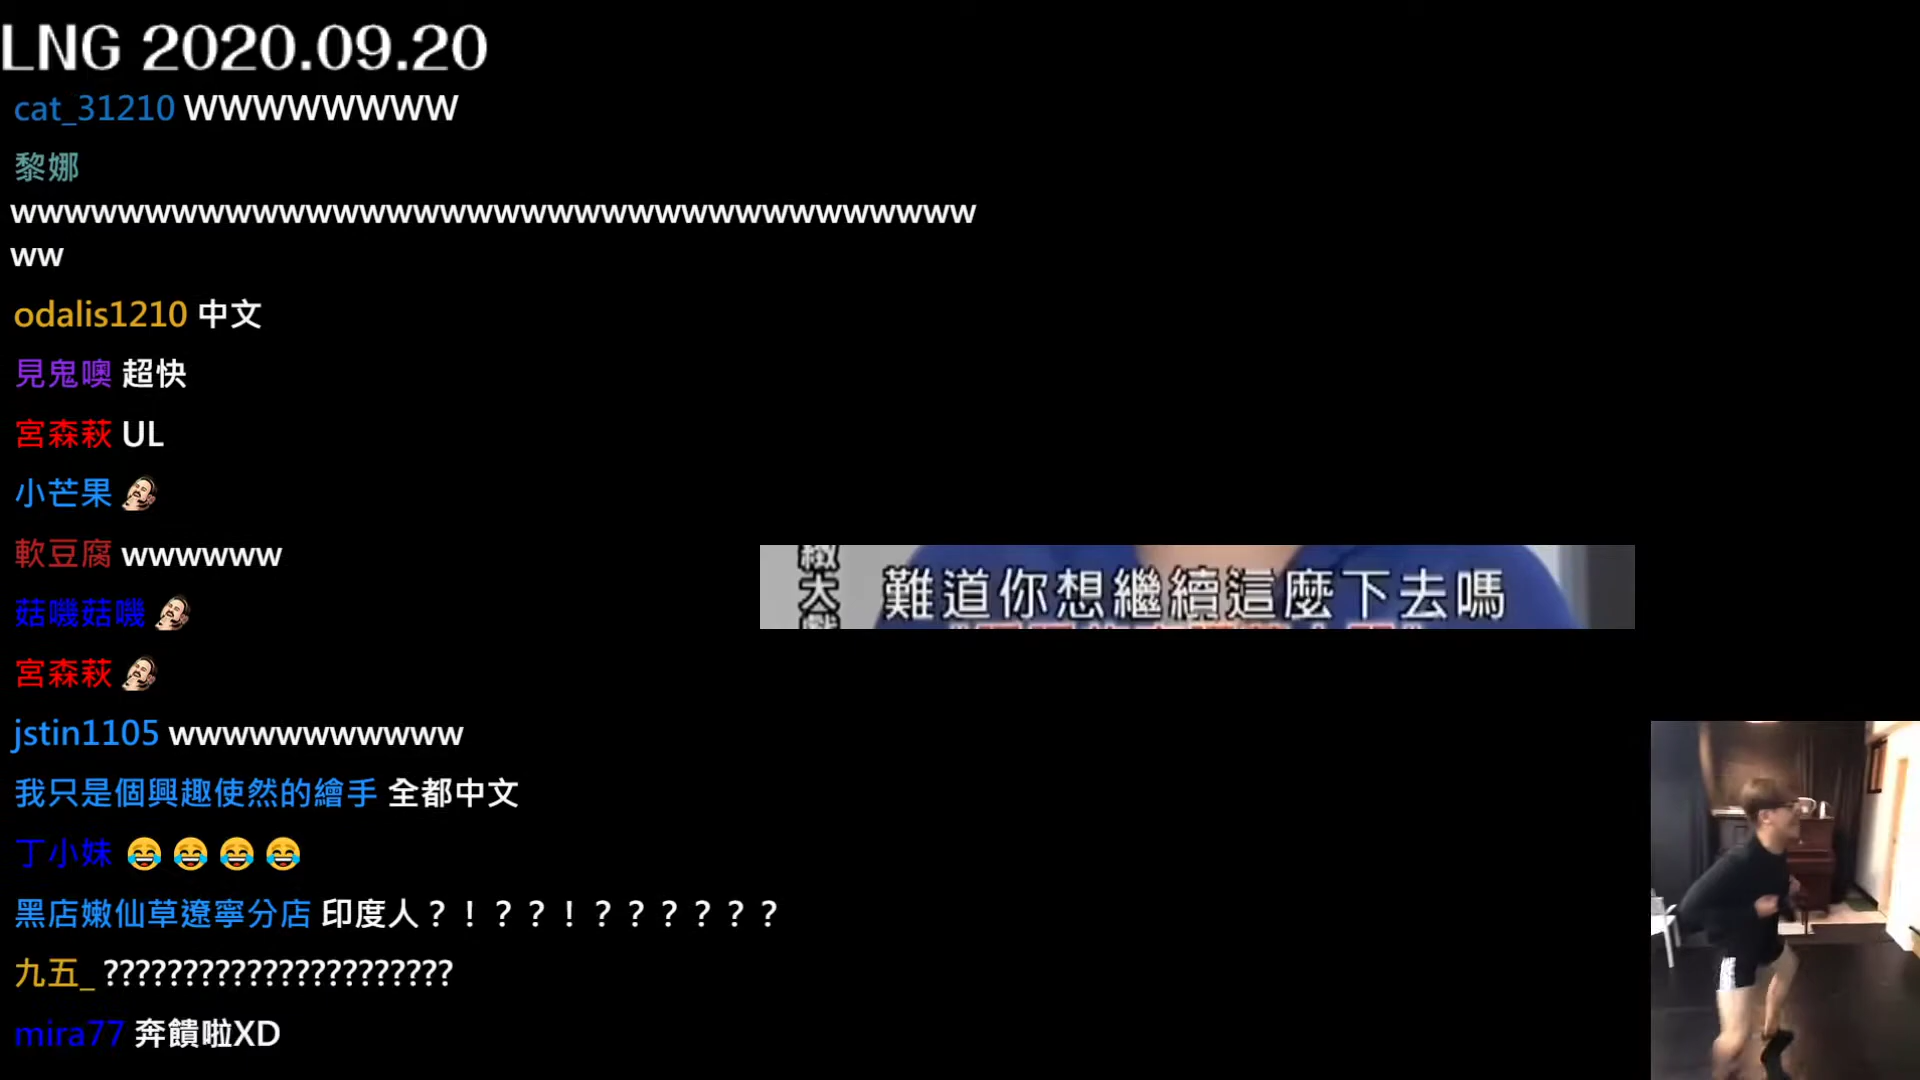 LNG 2020.09.20
cat_31210 WWWWWWWW
黎娜
wwwwwwwwwwwwwwwwwwwwwwwwwwwwwwwwwwww
ww
odalis1210 中文
見鬼噢 超快
宮森萩 UL
小芒果
軟豆腐 wwwwww
菇嘰菇嘰
宮森萩
jstin1105 wwwwwwwwwww
我只是個興趣使然的繪手 全都中文
丁小妹 😂 😂 😂 😂
黑店嫩仙草遼寧分店 印度人？！？？！？？？？？？
九五_ ??????????????????????
mira77 奔饋啦XD
緻大戲
難道你想繼續這麼下去嗎